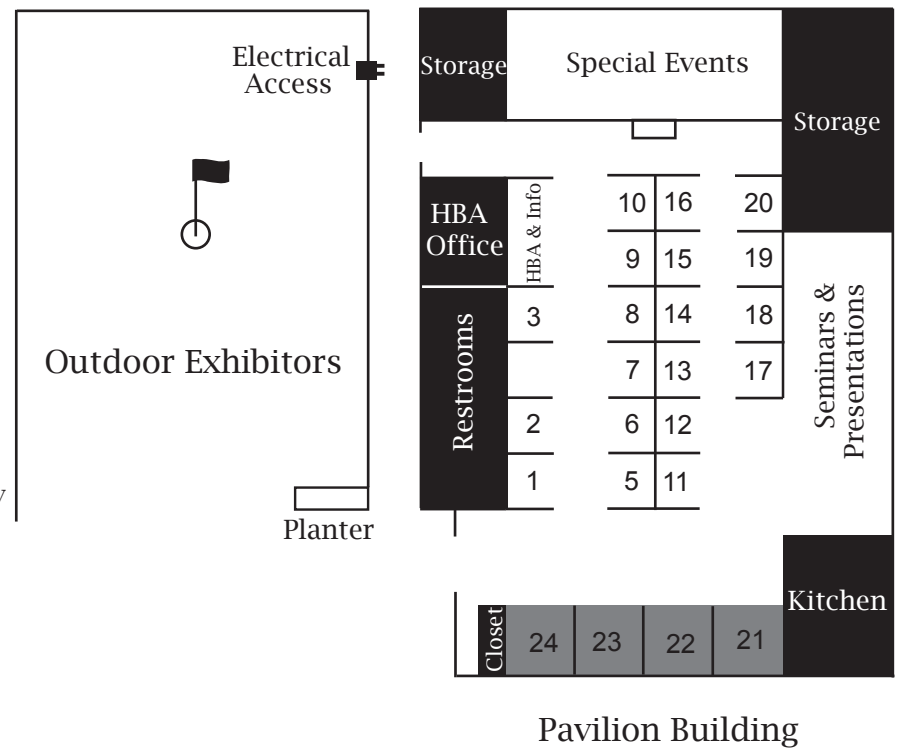 Electrical
Access
Outdoor Exhibitors
Planter
Storage
Special Events
Storage
HBA
Office
HBA & Info
Restrooms
3
2
1
10
16
9
15
8
14
7
13
6
12
5
11
20
19
18
17
Seminars &
Presentations
Closet
24
23
22
21
Kitchen
Pavilion Building